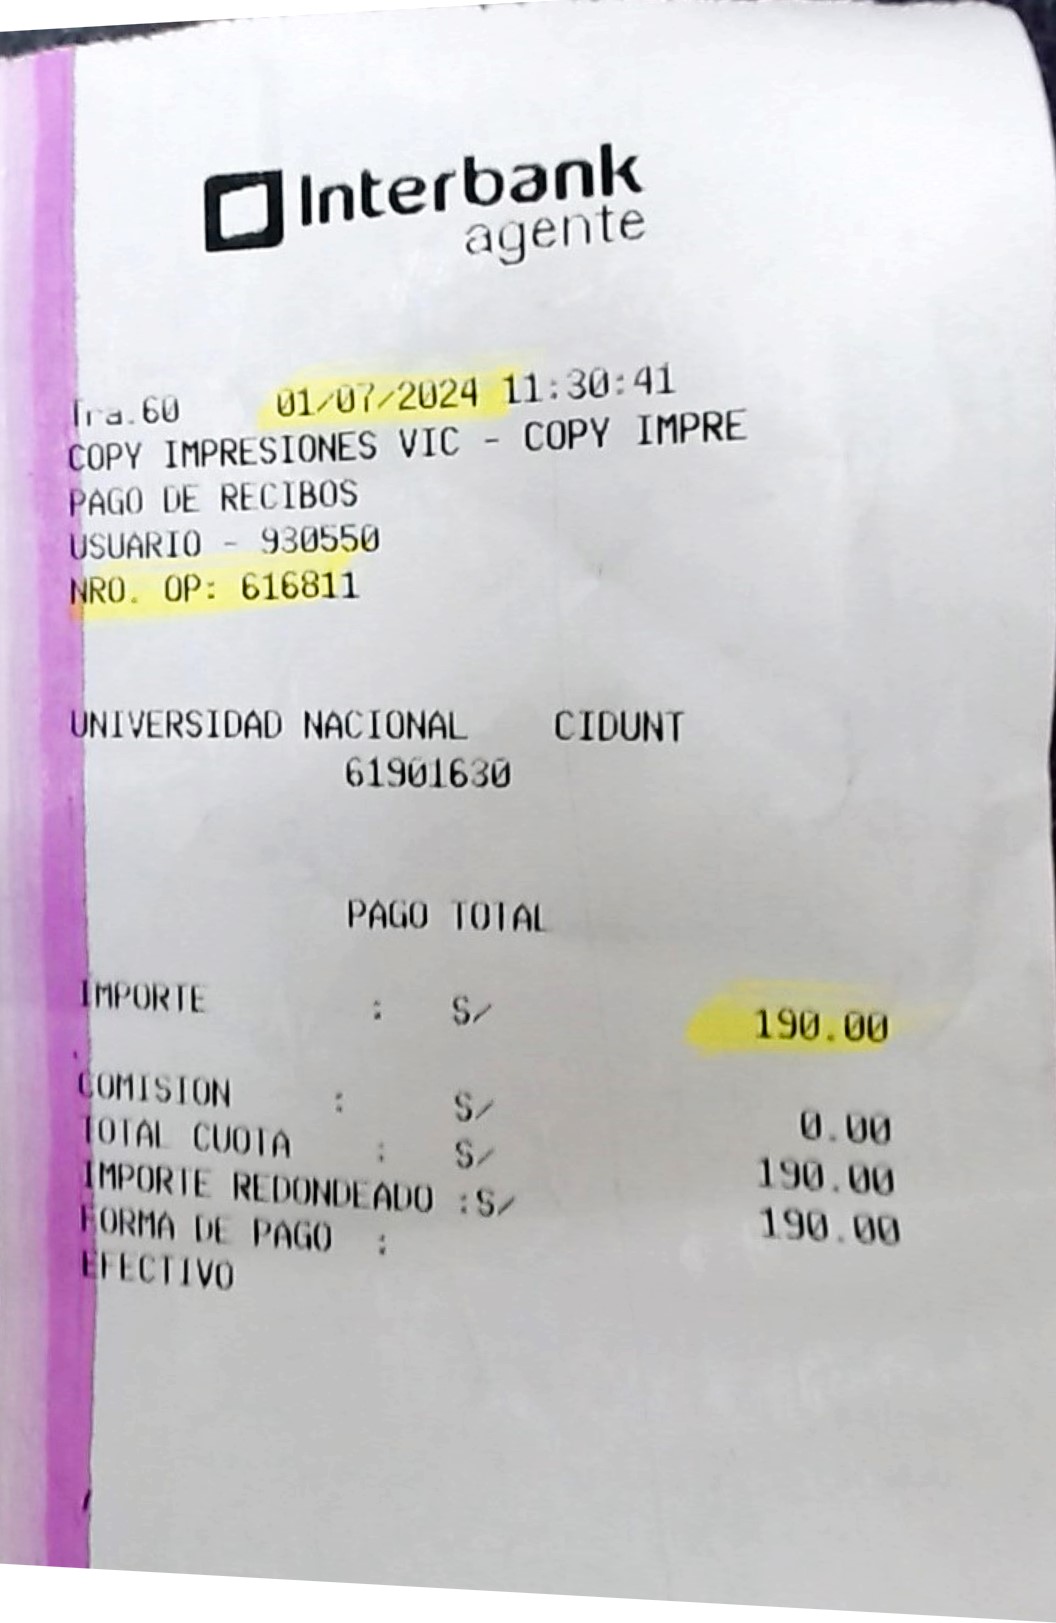 Interbank
agente
Tra.60 01/07/2024 11:30:41
COPY IMPRESIONES VIC - COPY IMPRE
PAGO DE RECIBOS
USUARIO - 930550
NRO. OP: 616811
UNIVERSIDAD NACIONAL CIDUNT
61901630
PAGO TOTAL
IMPORTE : S/ 190.00
COMISION : S/ 0.00
TOTAL CUOTA : S/ 190.00
IMPORTE REDONDEADO :S/ 190.00
FORMA DE PAGO :
EFECTIVO